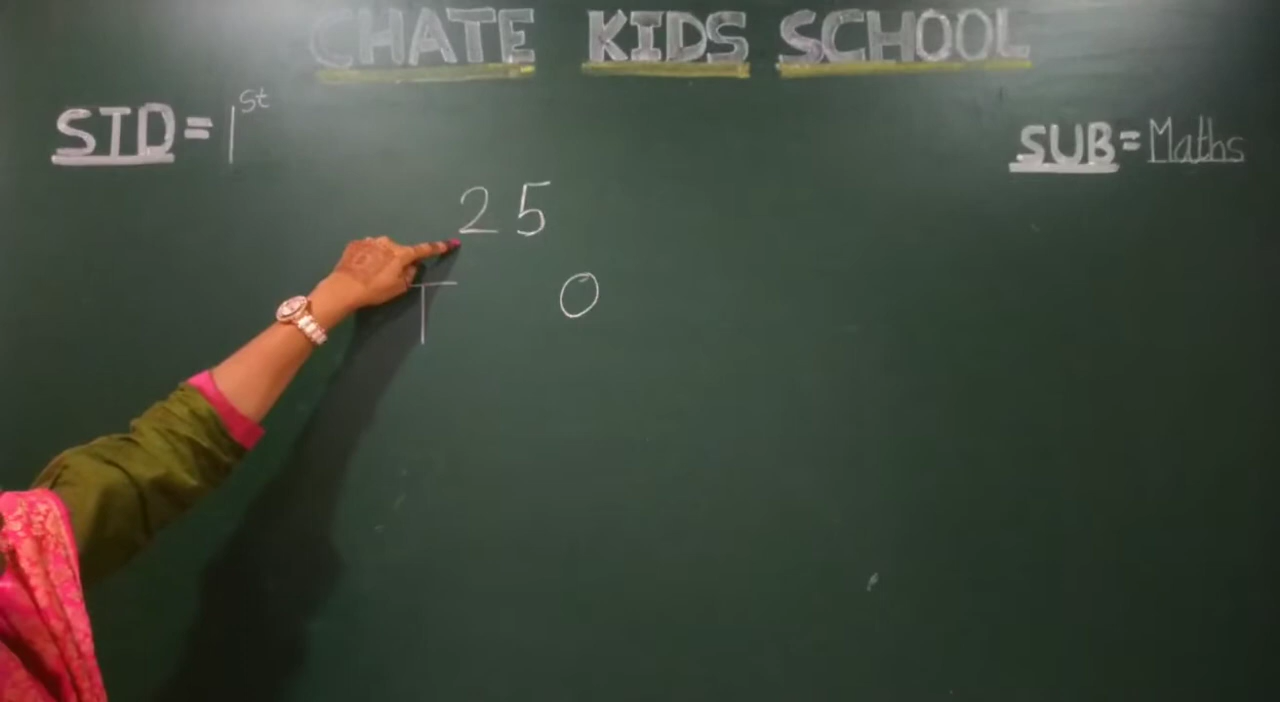 CHATE KIDS SCHOOL
STD = 1st
SUB = Maths
25
T O